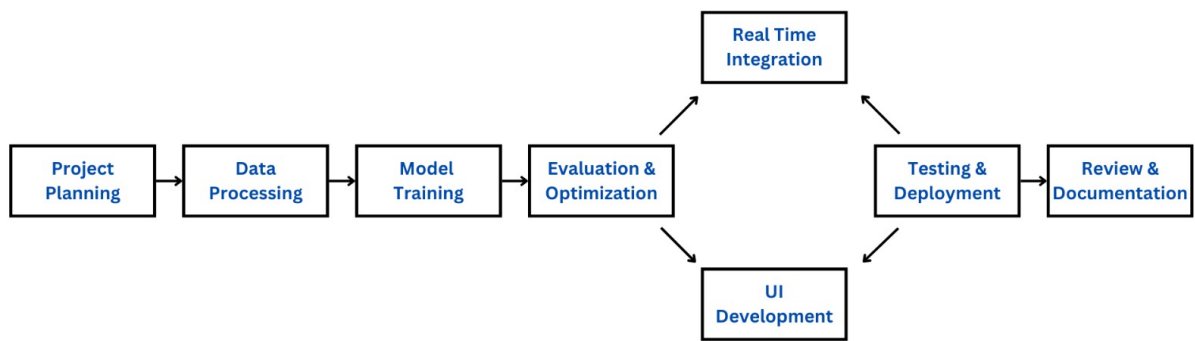 Real Time
Integration
Project
Planning
Data
Processing
Model
Training
Evaluation &
Optimization
Testing &
Deployment
Review &
Documentation
UI
Development